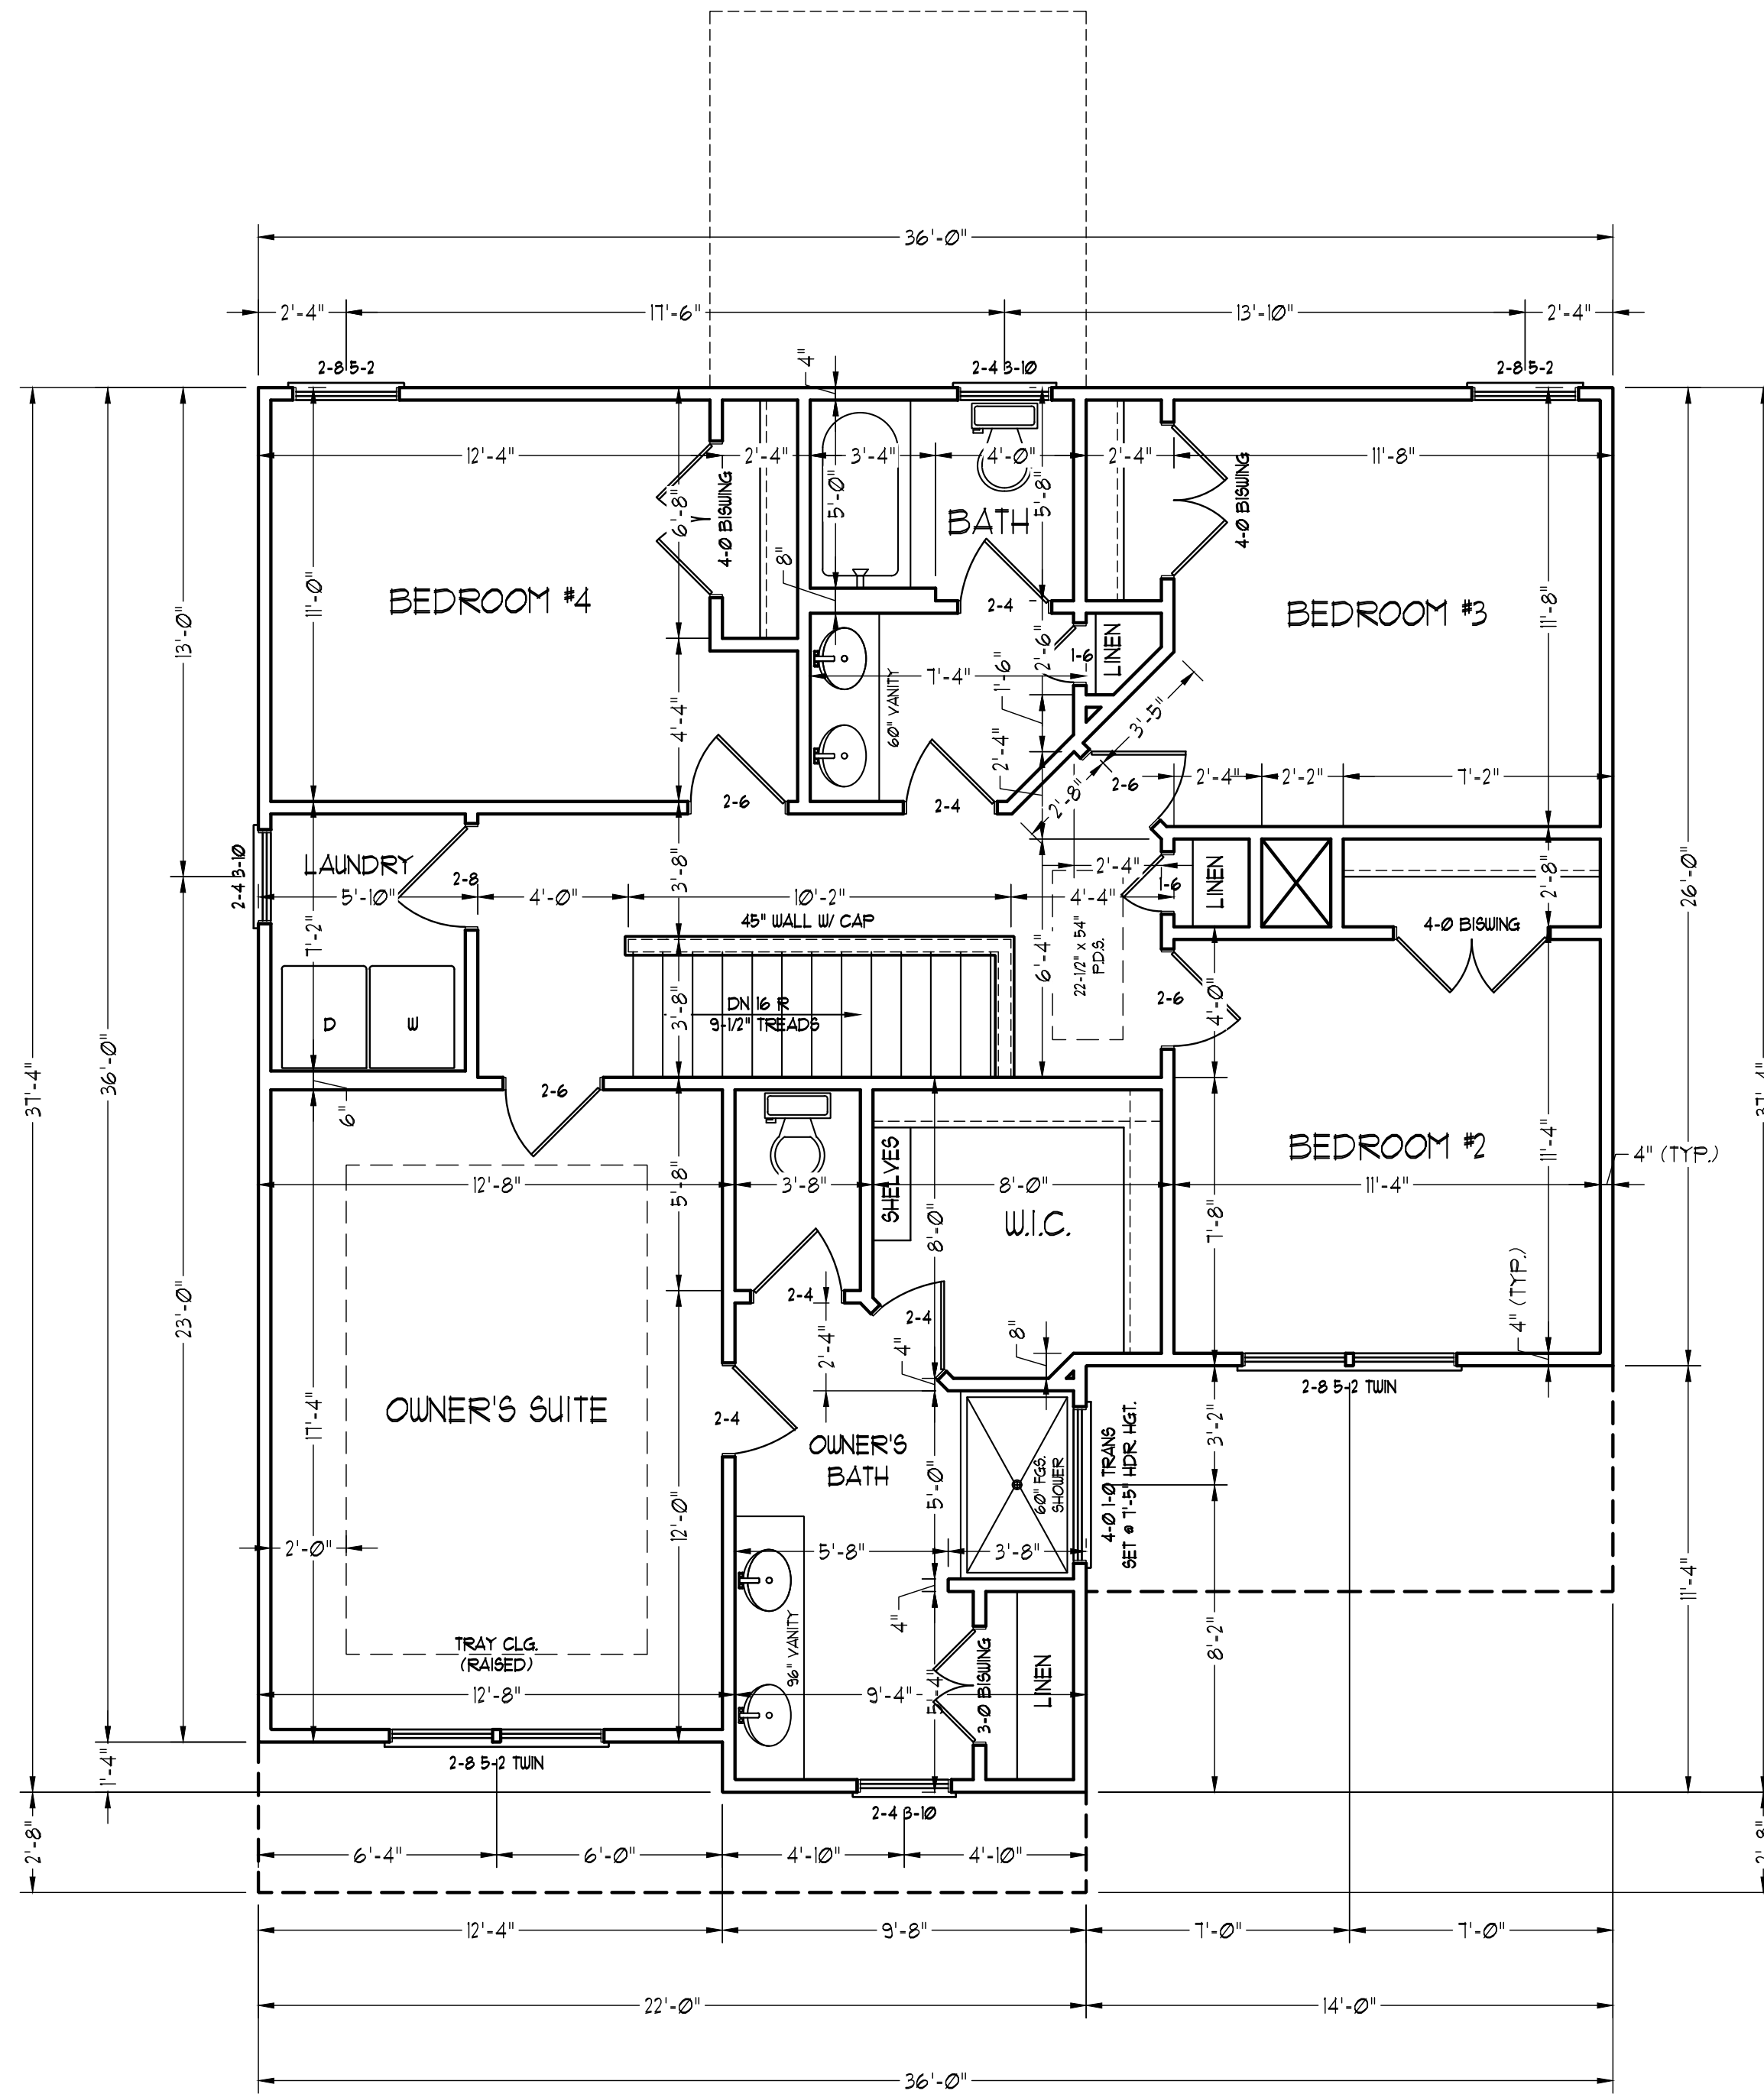 36'-0"
2'-4" 17'-6" 13'-10" 2'-4"
2-8 5-2 4" 2-4 3-10 2-8 5-2
12'-4" 2'-4" 3'-4" 4'-0" 2'-4" 11'-8"
6'-8"
4-0 BISWING
5'-0"
5'-8"
4-0 BISWING
BATH
8"
BEDROOM #4
11'-0"
13'-0"
2-4
BEDROOM #3
11'-8"
LINEN
1-6
2'-6"
1'-6"
7'-4"
60" VANITY
4'-4"
3'-5"
2'-4"
2'-8"
2-6
2-4
2-6
2'-4" 2'-2" 7'-2"
LAUNDRY
2-4 3-10
2-8
5'-10" 4'-0" 10'-2" 4'-4"
3'-8"
2'-4"
1-6
LINEN
2'-8"
26'-0"
45" WALL W/ CAP
4-0 BISWING
7'-2"
6'-4"
22-1/2" x 54"
P.D.S.
2-6
4'-0"
D W
DN 16 R
9-1/2" TREADS
3'-8"
37'-4"
36'-0"
6"
2-6
37'-4"
BEDROOM #2
11'-4"
4" (TYP.)
12'-8" 3'-8" 8'-0" 11'-4"
5'-8"
SHELVES
8'-0"
W.I.C.
7'-8"
4" (TYP.)
23'-0"
2-4
2-4
2'-4"
4"
8"
2-8 5-2 TWIN
OWNER'S SUITE
17'-4"
2-4
OWNER'S
BATH
5'-0"
60" FGS.
SHOWER
4-0 1-0 TRANS
SET @ 7'-5" HDR. HGT.
3'-2"
12'-0"
2'-0"
5'-8" 3'-8"
4"
11'-4"
8'-2"
TRAY CLG.
(RAISED)
96" VANITY
12'-8" 9'-4"
5'-4"
3-0 BISWING
LINEN
2-8 5-2 TWIN
1'-4"
2-4 3-10
2'-8"
2'-8"
6'-4" 6'-0" 4'-10" 4'-10"
12'-4" 9'-8" 7'-0" 7'-0"
22'-0" 14'-0"
36'-0"